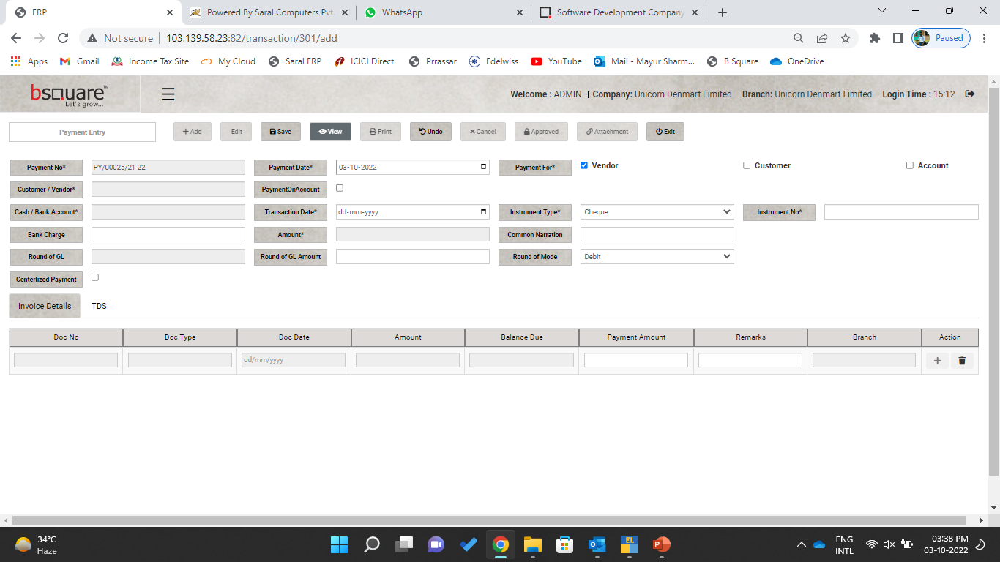 ERP
Powered By Saral Computers Pvt.
WhatsApp
Software Development Company
Not secure
103.139.58.23:82/transaction/301/add
Paused
Apps
Gmail
Income Tax Site
My Cloud
Saral ERP
ICICI Direct
Prrassar
Edelwiss
YouTube
Mail - Mayur Sharm...
B Square
OneDrive
bsquare™
Let's grow...
Welcome : ADMIN | Company: Unicorn Denmart Limited Branch: Unicorn Denmart Limited Login Time : 15:12
Payment Entry
Add
Edit
Save
View
Print
Undo
Cancel
Approved
Attachment
Exit
Payment No*
PY/00025/21-22
Payment Date*
03-10-2022
Payment For*
Vendor
Customer
Account
Customer / Vendor*
PaymentOnAccount
Cash / Bank Account*
Transaction Date*
dd-mm-yyyy
Instrument Type*
Cheque
Instrument No*
Bank Charge
Amount*
Common Narration
Round of GL
Round of GL Amount
Round of Mode
Debit
Centerlized Payment
Invoice Details
TDS
Doc No
Doc Type
Doc Date
Amount
Balance Due
Payment Amount
Remarks
Branch
Action
dd/mm/yyyy
34°C
Haze
EL
ENG
INTL
03:38 PM
03-10-2022